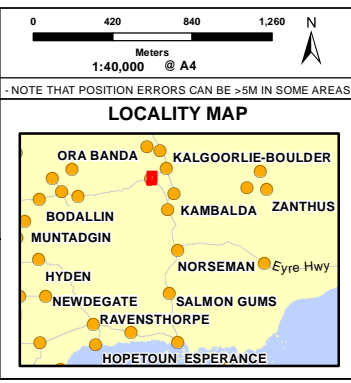 0 420 840 1,260 N
Meters
1:40,000 @ A4
- NOTE THAT POSITION ERRORS CAN BE >5M IN SOME AREAS
LOCALITY MAP
ORA BANDA
KALGOORLIE-BOULDER
ZANTHUS
KAMBALDA
BODALLIN
MUNTADGIN
NORSEMAN
Eyre Hwy
HYDEN
NEWDEGATE
SALMON GUMS
RAVENSTHORPE
HOPETOUN
ESPERANCE